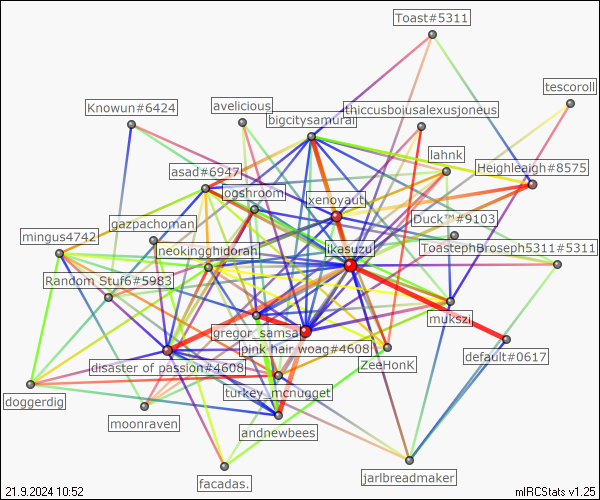 Toast#5311
tescoroll
Knowun#6424
avelicious
thiccusboiusalexusjoneus
bigcitysamurai
lahnk
asad#6947
Heighleaigh#8575
ogshroom
xenoyaut
Duck™#9103
gazpachoman
mingus4742
neokingghidorah
ikasuzu
ToastephBroseph5311#5311
Random Stuf6#5983
gregor_samsa
mukszi
pink hair woag#4608
default#0617
disaster of passion#4608
ZeeHonk
turkey_mcnugget
doggerdig
moonraven
andnewbees
facadas.
jarlbreadmaker
21.9.2024 10:52
mIRCStats v1.25